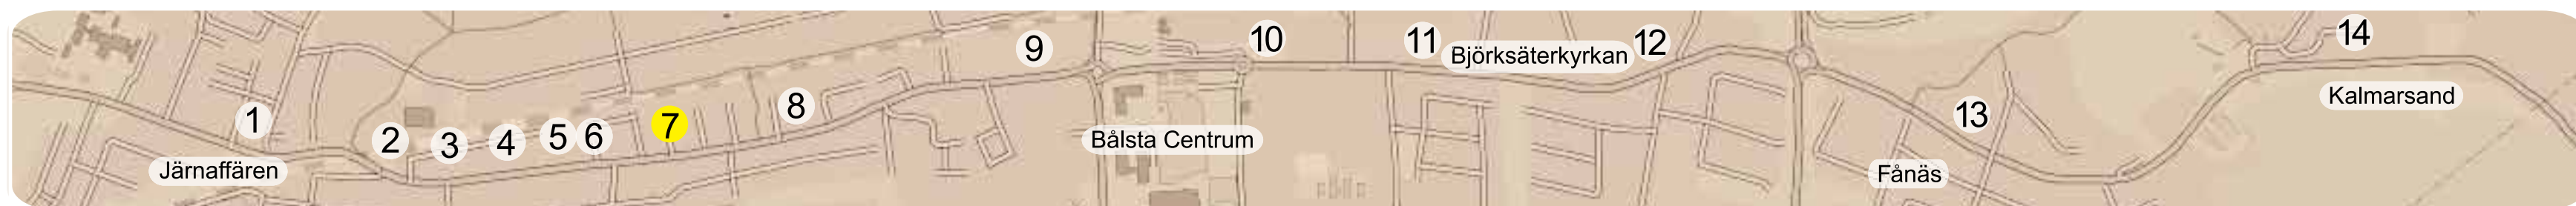 1
2
3
4
5
6
7
8
9
10
11
12
13
14
Järnaffären
Bålsta Centrum
Björksäterkyrkan
Fånäs
Kalmarsand